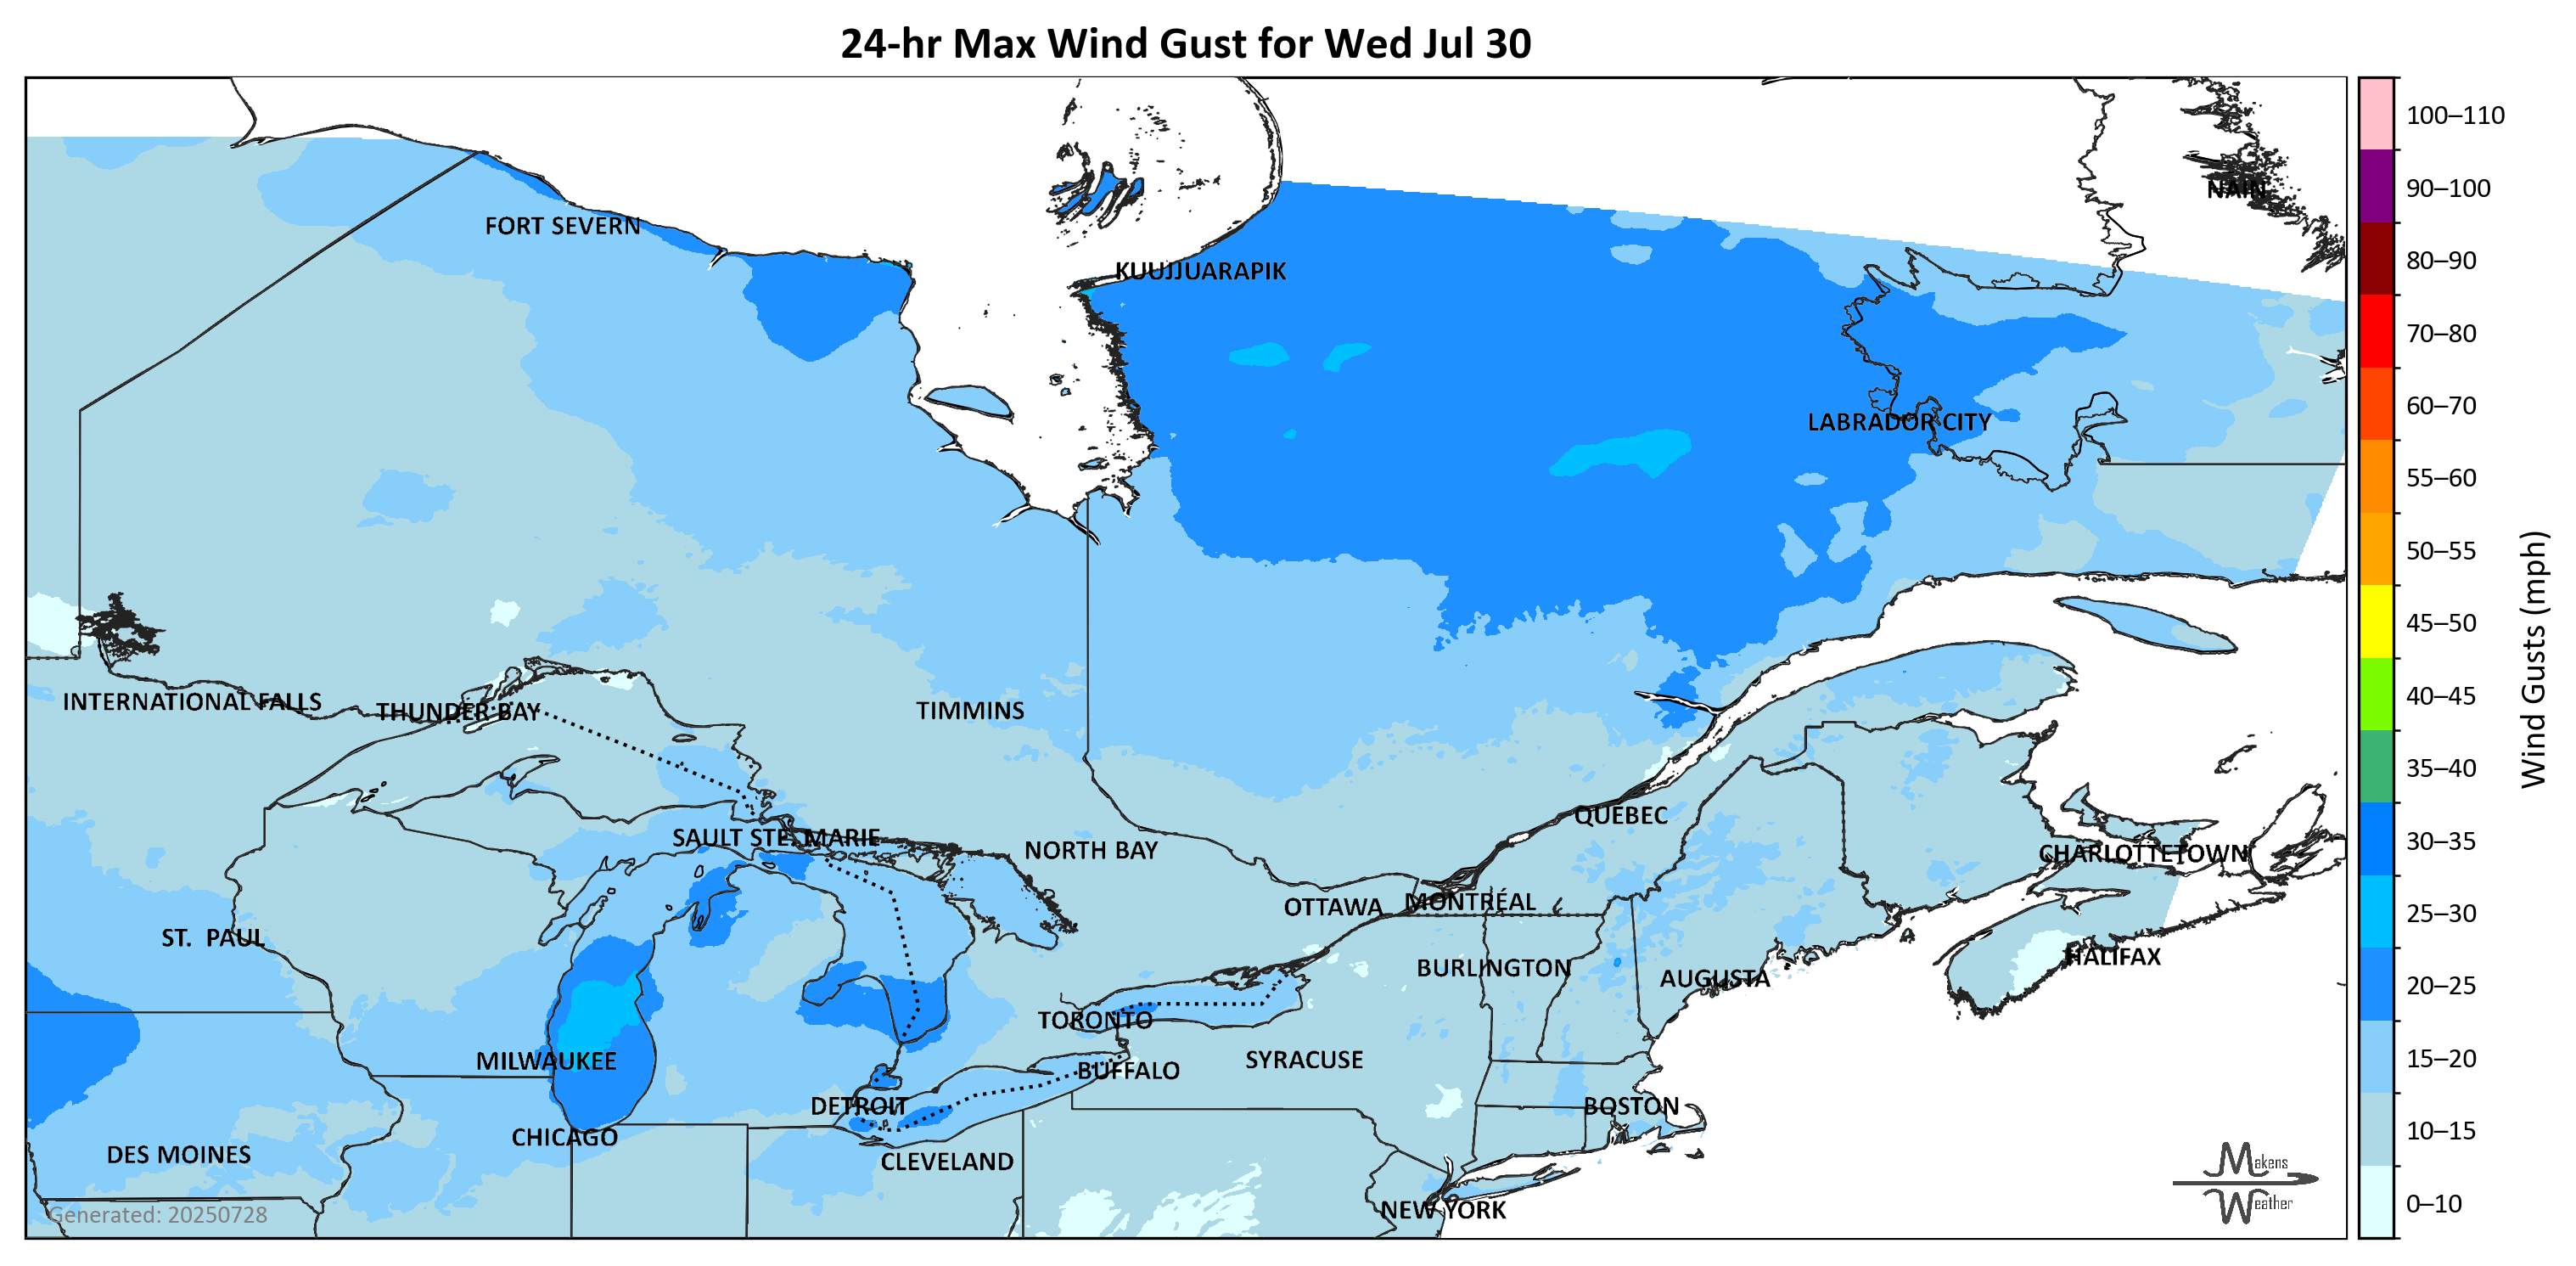 24-hr Max Wind Gust for Wed Jul 30
100–110
90–100
NAIN
FORT SEVERN
80–90
KUUJJUARAPIK
70–80
60–70
LABRADOR CITY
55–60
50–55
45–50
Wind Gusts (mph)
40–45
INTERNATIONAL FALLS
THUNDER BAY
TIMMINS
35–40
QUÉBEC
SAULT STE. MARIE
30–35
NORTH BAY
CHARLOTTETOWN
OTTAWA
MONTRÉAL
25–30
ST. PAUL
HALIFAX
BURLINGTON
AUGUSTA
20–25
TORONTO
MILWAUKEE
SYRACUSE
15–20
BUFFALO
DETROIT
BOSTON
CHICAGO
10–15
DES MOINES
CLEVELAND
Makens
Weather
0–10
NEW YORK
Generated: 20250728